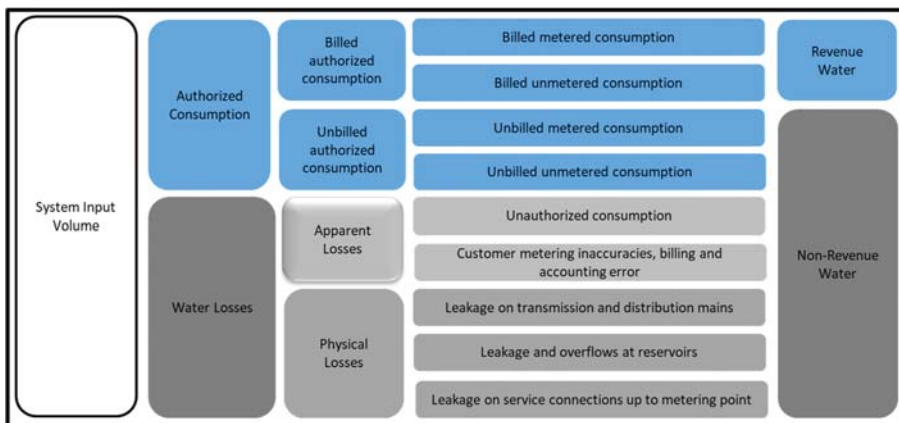 System Input
Volume
Authorized
Consumption
Water Losses
Billed
authorized
consumption
Unbilled
authorized
consumption
Apparent
Losses
Physical
Losses
Billed metered consumption
Billed unmetered consumption
Unbilled metered consumption
Unbilled unmetered consumption
Unauthorized consumption
Customer metering inaccuracies, billing and
accounting error
Leakage on transmission and distribution mains
Leakage and overflows at reservoirs
Leakage on service connections up to metering point
Revenue
Water
Non-Revenue
Water